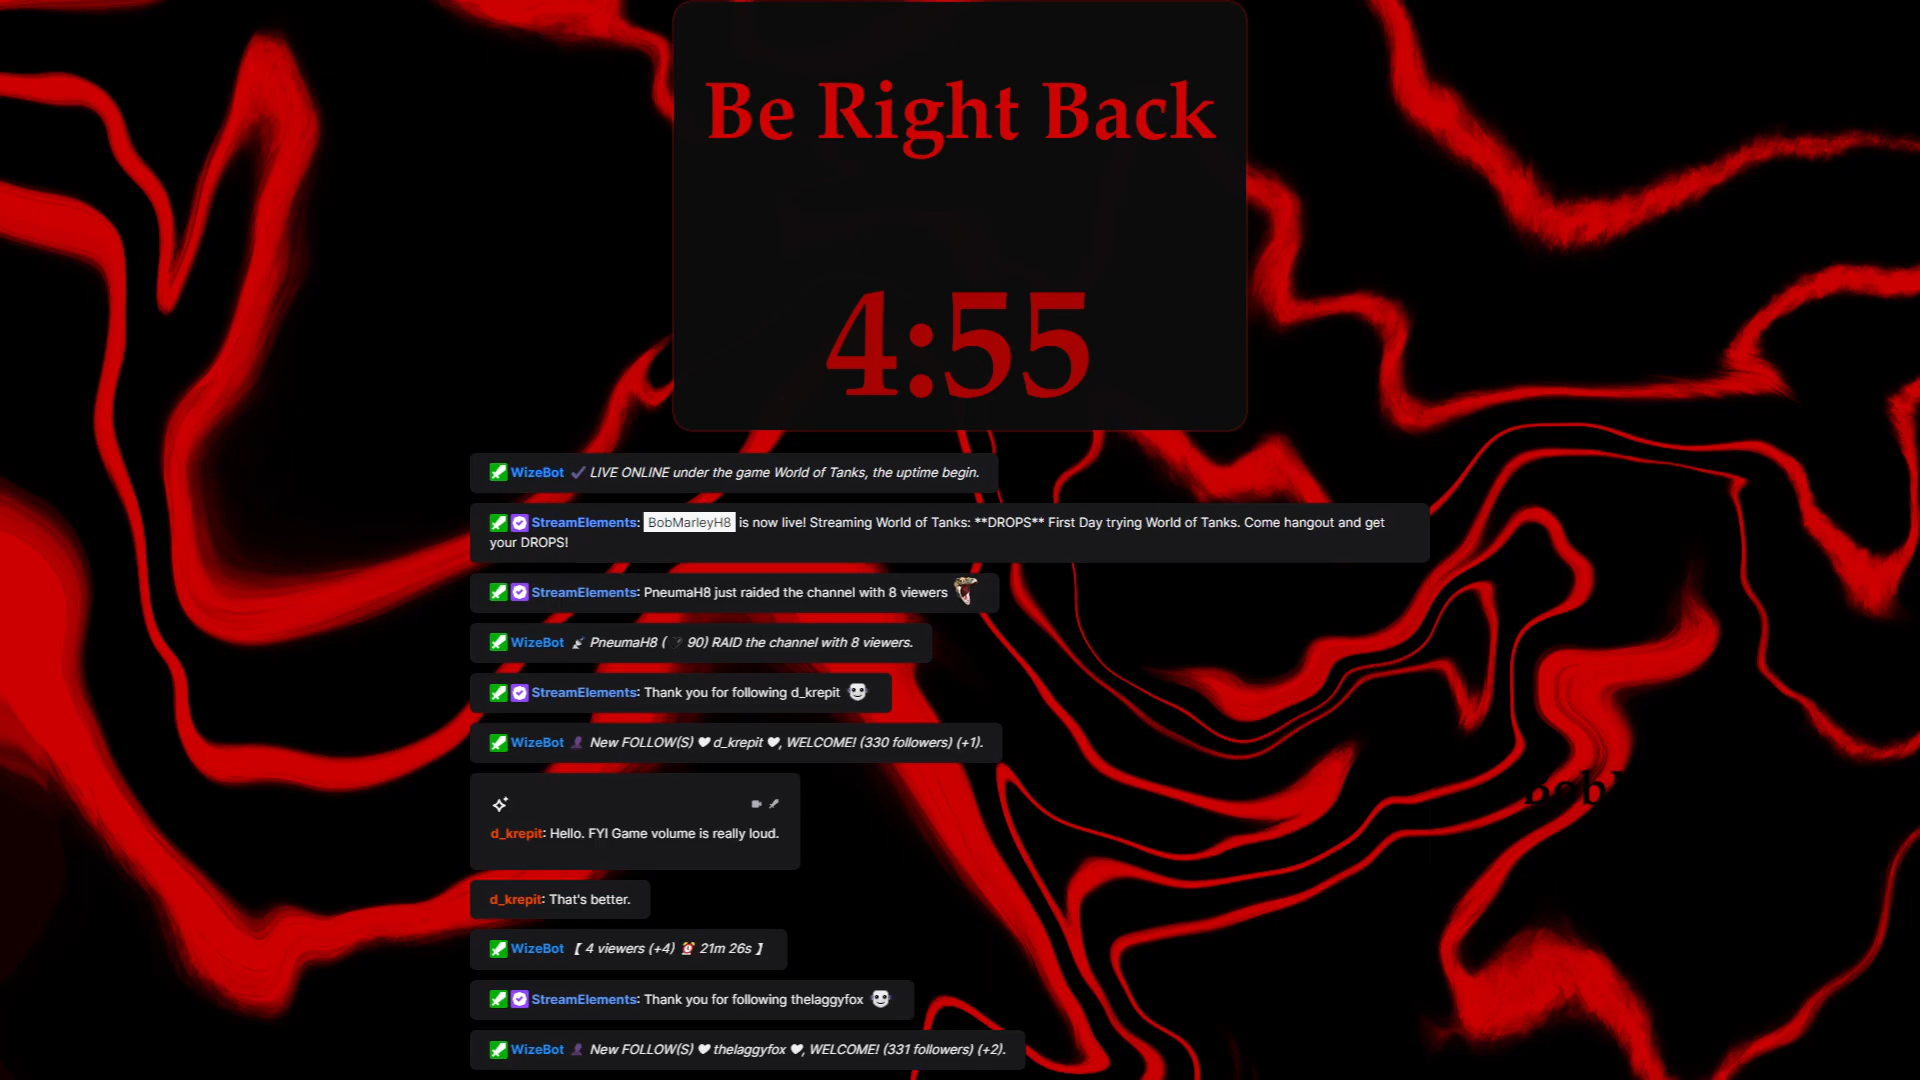 Be Right Back
4:55
WizeBot LIVE ONLINE under the game World of Tanks, the uptime begin.
StreamElements: BobMarleyH8 is now live! Streaming World of Tanks: **DROPS** First Day trying World of Tanks. Come hangout and get
your DROPS!
StreamElements: PneumaH8 just raided the channel with 8 viewers
WizeBot PneumaH8 ( 90) RAID the channel with 8 viewers.
StreamElements: Thank you for following d_krepit
WizeBot New FOLLOW(S) ❤ d_krepit ❤, WELCOME! (330 followers) (+1).
d_krepit: Hello. FYI Game volume is really loud.
d_krepit: That's better.
WizeBot 【 4 viewers (+4) ⏰ 21m 26s 】
StreamElements: Thank you for following thelaggyfox
WizeBot New FOLLOW(S) ❤ thelaggyfox ❤, WELCOME! (331 followers) (+2).